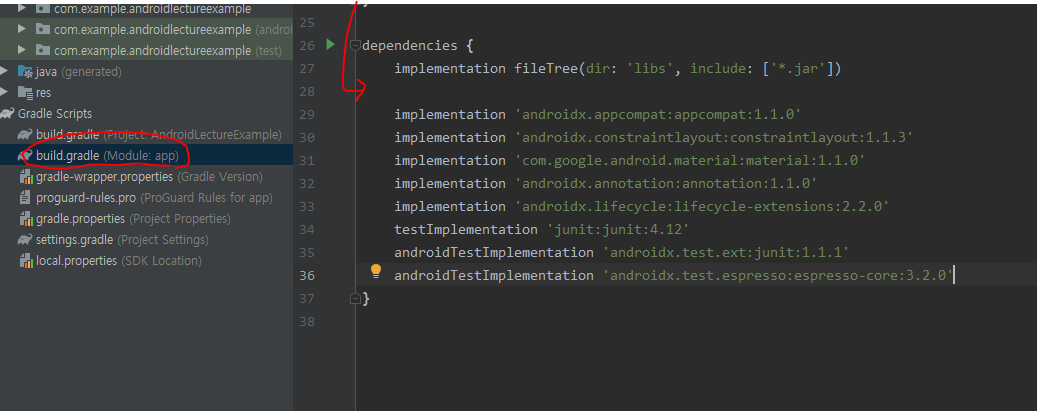 com.example.androidlectureexample
com.example.androidlectureexample (androi
com.example.androidlectureexample (test)
java (generated)
res
Gradle Scripts
build.gradle (Project: AndroidLectureExample)
build.gradle (Module: app)
gradle-wrapper.properties (Gradle Version)
proguard-rules.pro (ProGuard Rules for app)
gradle.properties (Project Properties)
settings.gradle (Project Settings)
local.properties (SDK Location)
25 }
26 dependencies {
27 implementation fileTree(dir: 'libs', include: ['*.jar'])
28
29 implementation 'androidx.appcompat:appcompat:1.1.0'
30 implementation 'androidx.constraintlayout:constraintlayout:1.1.3'
31 implementation 'com.google.android.material:material:1.1.0'
32 implementation 'androidx.annotation:annotation:1.1.0'
33 implementation 'androidx.lifecycle:lifecycle-extensions:2.2.0'
34 testImplementation 'junit:junit:4.12'
35 androidTestImplementation 'androidx.test.ext:junit:1.1.1'
36 androidTestImplementation 'androidx.test.espresso:espresso-core:3.2.0'
37 }
38